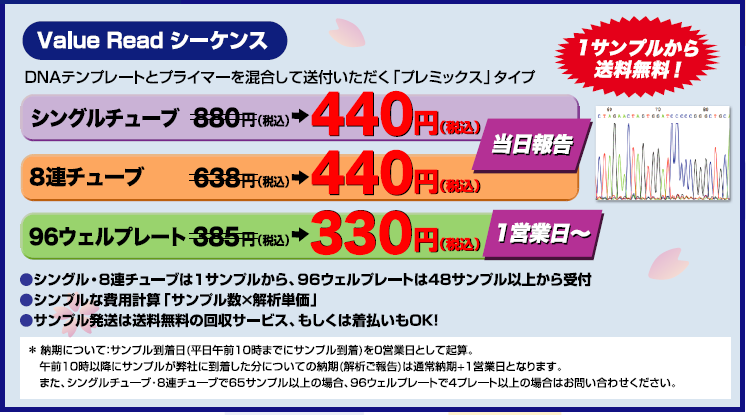 Value Read シーケンス
1サンプルから
送料無料！
DNAテンプレートとプライマーを混合して送付いただく「プレミックス」タイプ
シングルチューブ 880円(税込)➡440円(税込)
当日報告
8連チューブ 638円(税込)➡440円(税込)
96ウェルプレート 385円(税込)➡330円(税込)
1営業日〜
60 70 80
●シングル・8連チューブは1サンプルから、96ウェルプレートは48サンプル以上から受付
●シンプルな費用計算「サンプル数×解析単価」
●サンプル発送は送料無料の回収サービス、もしくは着払いもOK!
＊ 納期について:サンプル到着日(平日午前10時までにサンプル到着)を0営業日として起算。
午前10時以降にサンプルが弊社に到着した分についての納期(解析ご報告)は通常納期+1営業日となります。
また、シングルチューブ・8連チューブで65サンプル以上の場合、96ウェルプレートで4プレート以上の場合はお問い合わせください。